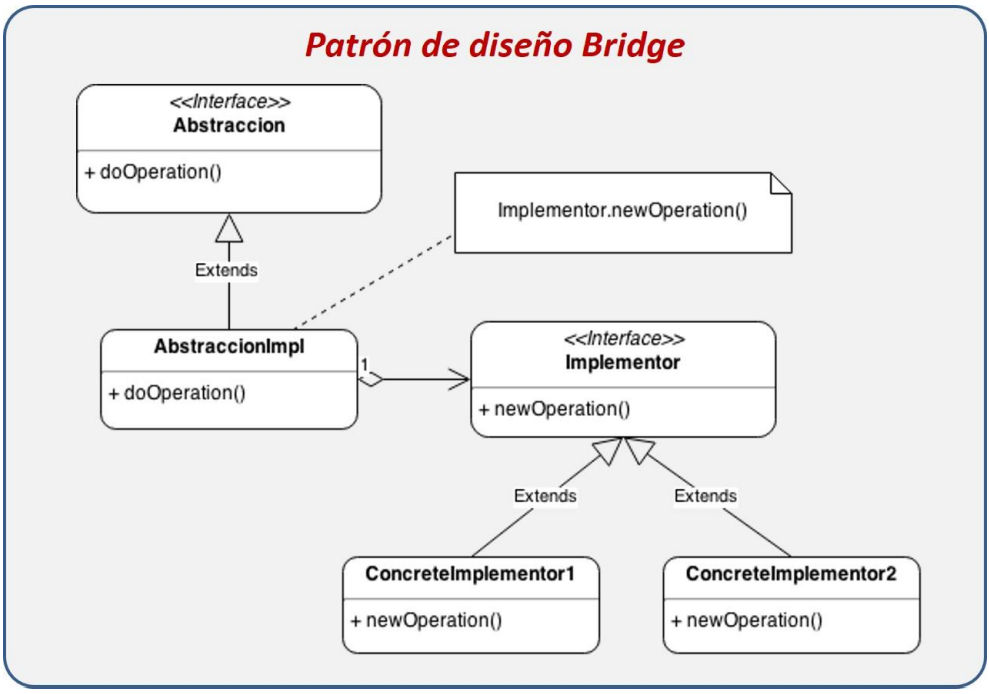 Patrón de diseño Bridge
<<Interface>>
Abstraccion
+ doOperation()
Implementor.newOperation()
Extends
AbstraccionImpl
+ doOperation()
1
<<Interface>>
Implementor
+ newOperation()
Extends
Extends
ConcreteImplementor1
+ newOperation()
ConcreteImplementor2
+ newOperation()